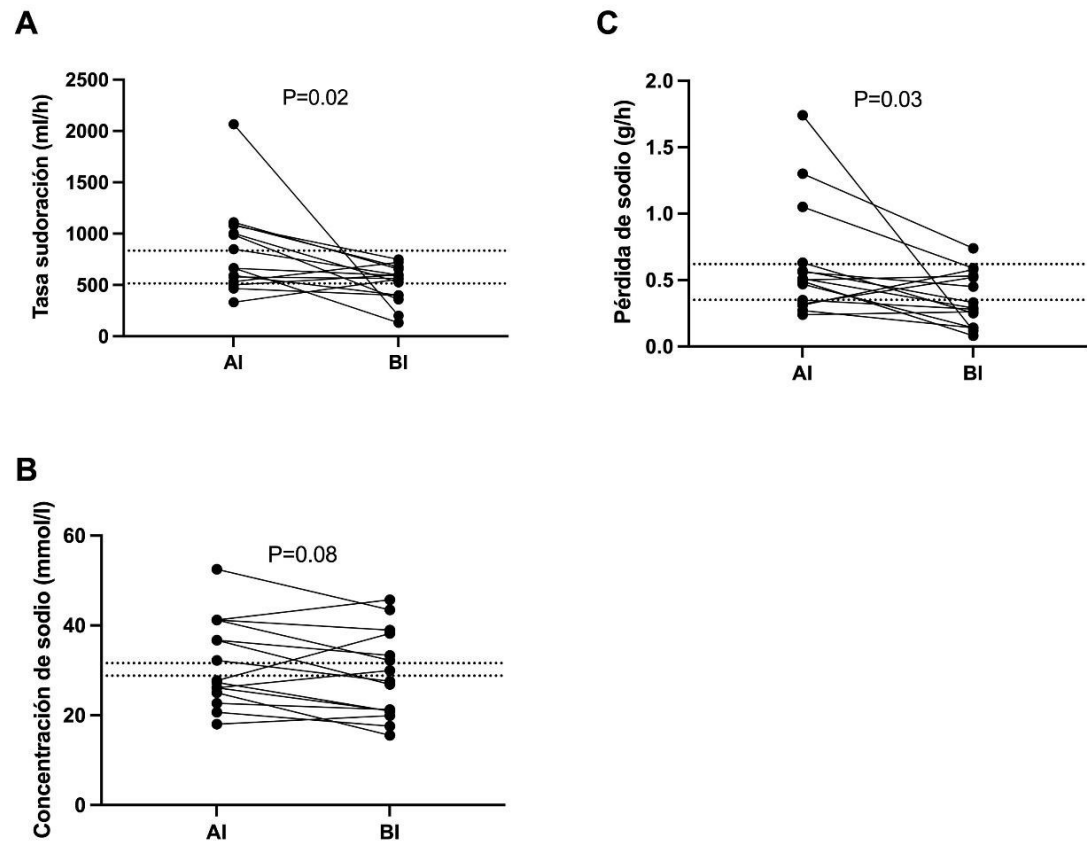 A
Tasa sudoración (ml/h)
2500
2000
1500
1000
500
0
P=0.02
AI
BI
C
Pérdida de sodio (g/h)
2.0
1.5
1.0
0.5
0.0
P=0.03
AI
BI
B
Concentración de sodio (mmol/l)
60
40
20
0
P=0.08
AI
BI